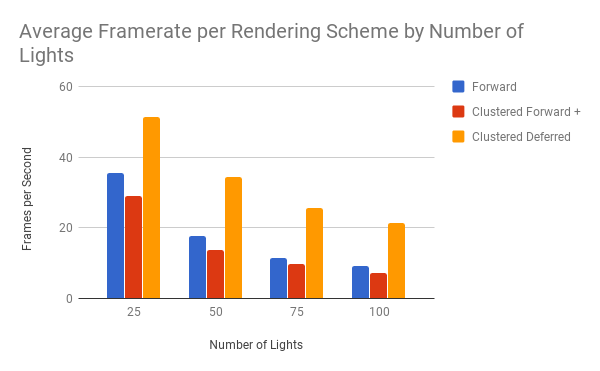 Average Framerate per Rendering Scheme by Number of
Lights
Forward
Clustered Forward +
Clustered Deferred
Frames per Second
60
40
20
0
25 50 75 100
Number of Lights